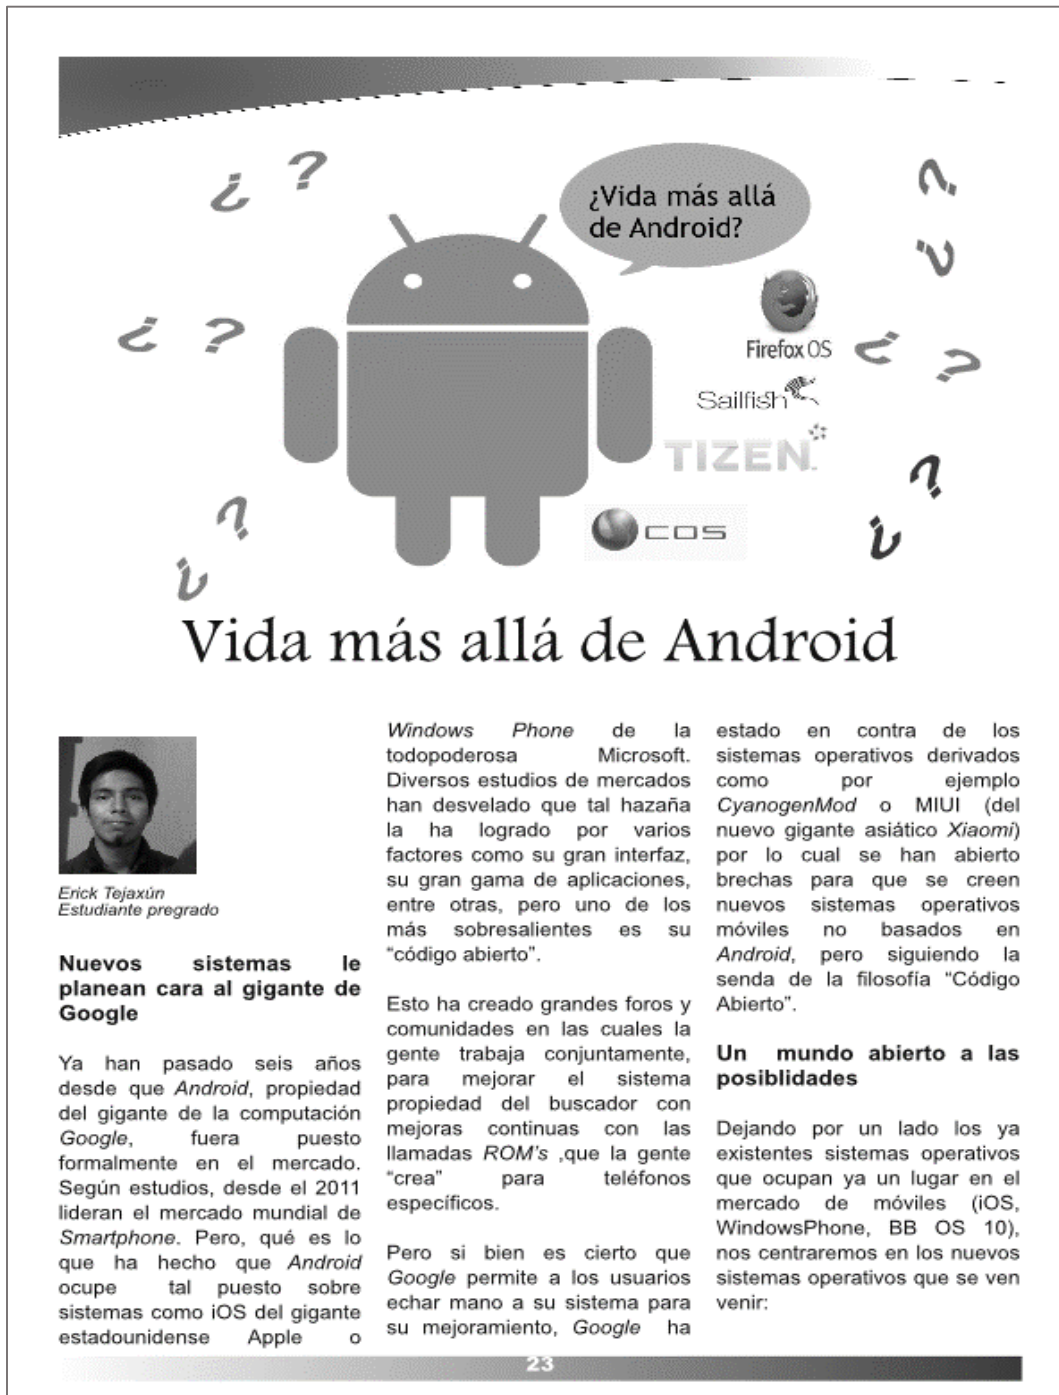 ¿ ?
¿Vida más allá
de Android?
?
¿
Firefox OS
¿ ?
¿ ?
Sailfish
TIZEN
?
¿
?
¿
COS
Vida más allá de Android
Erick Tejaxún
Estudiante pregrado
Nuevos sistemas le
planean cara al gigante de
Google
Ya han pasado seis años
desde que Android, propiedad
del gigante de la computación
Google, fuera puesto
formalmente en el mercado.
Según estudios, desde el 2011
lideran el mercado mundial de
Smartphone. Pero, qué es lo
que ha hecho que Android
ocupe tal puesto sobre
sistemas como iOS del gigante
estadounidense Apple o
Windows Phone de la
todopoderosa Microsoft.
Diversos estudios de mercados
han desvelado que tal hazaña
la ha logrado por varios
factores como su gran interfaz,
su gran gama de aplicaciones,
entre otras, pero uno de los
más sobresalientes es su
“código abierto”.
Esto ha creado grandes foros y
comunidades en las cuales la
gente trabaja conjuntamente,
para mejorar el sistema
propiedad del buscador con
mejoras continuas con las
llamadas ROM's ,que la gente
“crea” para teléfonos
específicos.
Pero si bien es cierto que
Google permite a los usuarios
echar mano a su sistema para
su mejoramiento, Google ha
estado en contra de los
sistemas operativos derivados
como por ejemplo
CyanogenMod o MIUI (del
nuevo gigante asiático Xiaomi)
por lo cual se han abierto
brechas para que se creen
nuevos sistemas operativos
móviles no basados en
Android, pero siguiendo la
senda de la filosofía “Código
Abierto”.
Un mundo abierto a las
posiblidades
Dejando por un lado los ya
existentes sistemas operativos
que ocupan ya un lugar en el
mercado de móviles (iOS,
WindowsPhone, BB OS 10),
nos centraremos en los nuevos
sistemas operativos que se ven
venir:
23